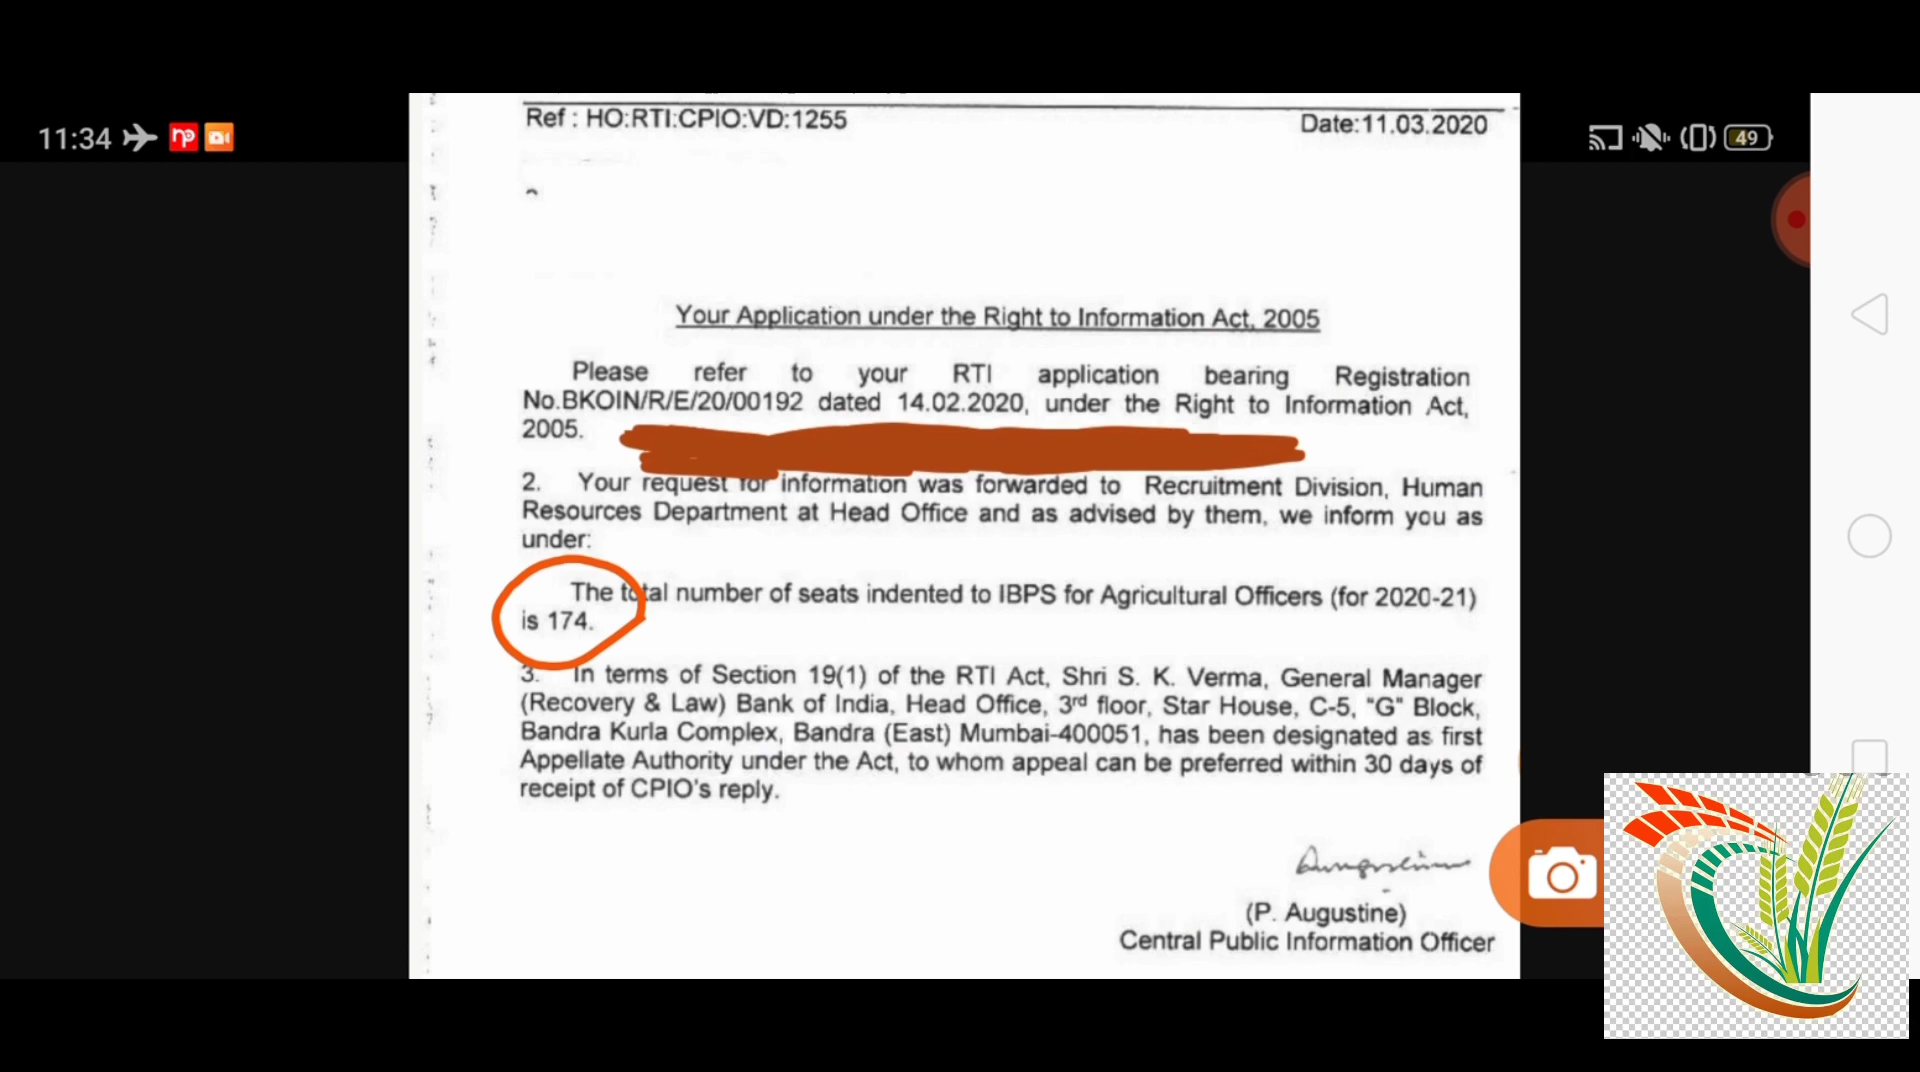 11:34
49
Ref : HO:RTI:CPIO:VD:1255
Date:11.03.2020
Your Application under the Right to Information Act, 2005
Please refer to your RTI application bearing Registration
No.BKOIN/R/E/20/00192 dated 14.02.2020, under the Right to Information Act,
2005.
2. Your request for information was forwarded to Recruitment Division, Human
Resources Department at Head Office and as advised by them, we inform you as
under:
The total number of seats indented to IBPS for Agricultural Officers (for 2020-21)
is 174.
3. In terms of Section 19(1) of the RTI Act, Shri S. K. Verma, General Manager
(Recovery & Law) Bank of India, Head Office, 3rd floor, Star House, C-5, "G" Block,
Bandra Kurla Complex, Bandra (East) Mumbai-400051, has been designated as first
Appellate Authority under the Act, to whom appeal can be preferred within 30 days of
receipt of CPIO's reply.
(P. Augustine)
Central Public Information Officer